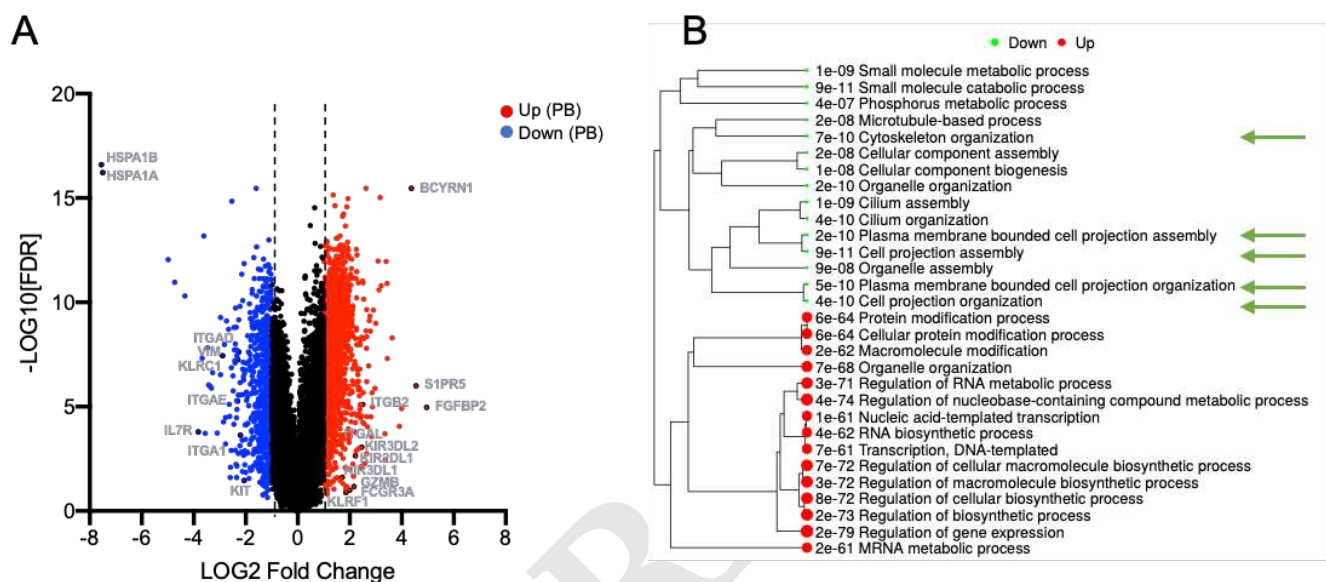 A
20
15
10
5
0
-8
-6
-4
-2
0
2
4
6
8
-LOG10[FDR]
LOG2 Fold Change
Up (PB)
Down (PB)
HSPA1B
HSPA1A
BCYRN1
ITGAD
VIM
KLRC1
S1PR5
ITGAE
ITGB2
FGFBP2
IL7R
ITGAL
ITGA1
KIR3DL2
KIR2DL1
KIR3DL1
KIT
GZMB
FCGR3A
KLRF1
B
Down Up
1e-09 Small molecule metabolic process
9e-11 Small molecule catabolic process
4e-07 Phosphorus metabolic process
2e-08 Microtubule-based process
7e-10 Cytoskeleton organization
2e-08 Cellular component assembly
1e-08 Cellular component biogenesis
2e-10 Organelle organization
1e-09 Cilium assembly
4e-10 Cilium organization
2e-10 Plasma membrane bounded cell projection assembly
9e-11 Cell projection assembly
9e-08 Organelle assembly
5e-10 Plasma membrane bounded cell projection organization
4e-10 Cell projection organization
6e-64 Protein modification process
6e-64 Cellular protein modification process
2e-62 Macromolecule modification
7e-68 Organelle organization
3e-71 Regulation of RNA metabolic process
4e-74 Regulation of nucleobase-containing compound metabolic process
1e-61 Nucleic acid-templated transcription
4e-62 RNA biosynthetic process
7e-61 Transcription, DNA-templated
7e-72 Regulation of cellular macromolecule biosynthetic process
3e-72 Regulation of macromolecule biosynthetic process
8e-72 Regulation of cellular biosynthetic process
2e-73 Regulation of biosynthetic process
2e-79 Regulation of gene expression
2e-61 MRNA metabolic process